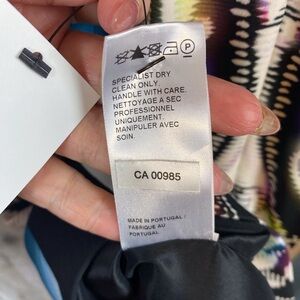 SPECIALIST DRY
CLEAN ONLY.
HANDLE WITH CARE.
NETTOYAGE A SEC
PROFESSIONNEL
UNIQUEMENT.
MANIPULER AVEC
SOIN.
CA 00985
MADE IN PORTUGAL /
FABRIQUE AU
PORTUGAL